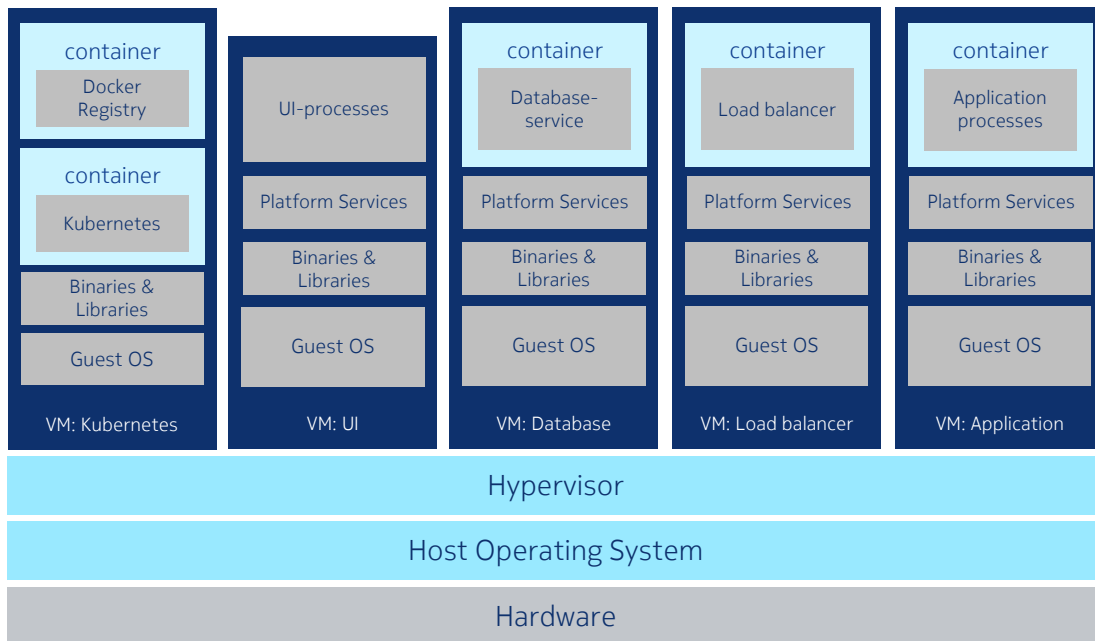 container
Docker
Registry
container
Kubernetes
Binaries &
Libraries
Guest OS
VM: Kubernetes
UI-processes
Platform Services
Binaries &
Libraries
Guest OS
VM: UI
container
Database-
service
Platform Services
Binaries &
Libraries
Guest OS
VM: Database
container
Load balancer
Platform Services
Binaries &
Libraries
Guest OS
VM: Load balancer
container
Application
processes
Platform Services
Binaries &
Libraries
Guest OS
VM: Application
Hypervisor
Host Operating System
Hardware